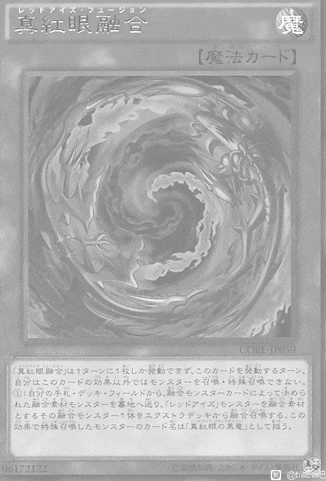 レッドアイズ・フュージョン
真紅眼融合
魔
【魔法カード】
CORE-JP059
「真紅眼融合」は1ターンに1枚しか発動できず、このカードを発動するターン、
自分はこのカードの効果以外ではモンスターを召喚・特殊召喚できない。
①:自分の手札・デッキ・フィールドから、融合モンスターカードによって決めら
れた融合素材モンスターを墓地へ送り、「レッドアイズ」モンスターを融合素材
とするその融合モンスター1体をエクストラデッキから融合召喚する。この
効果で特殊召喚したモンスターのカード名は「真紅眼の黒竜」として扱う。
06172122